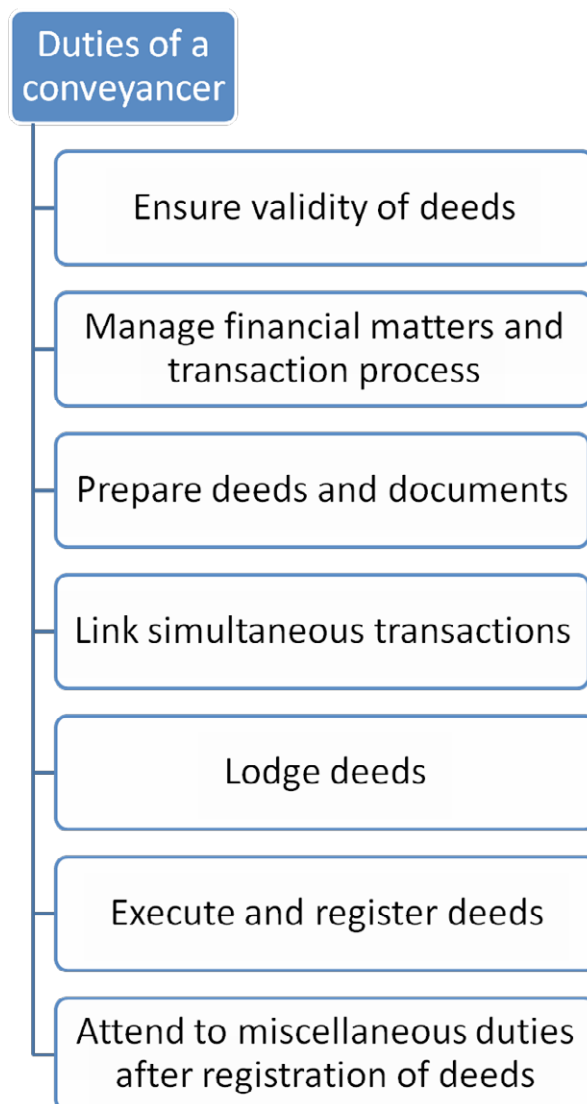 Duties of a
conveyancer
Ensure validity of deeds
Manage financial matters and
transaction process
Prepare deeds and documents
Link simultaneous transactions
Lodge deeds
Execute and register deeds
Attend to miscellaneous duties
after registration of deeds